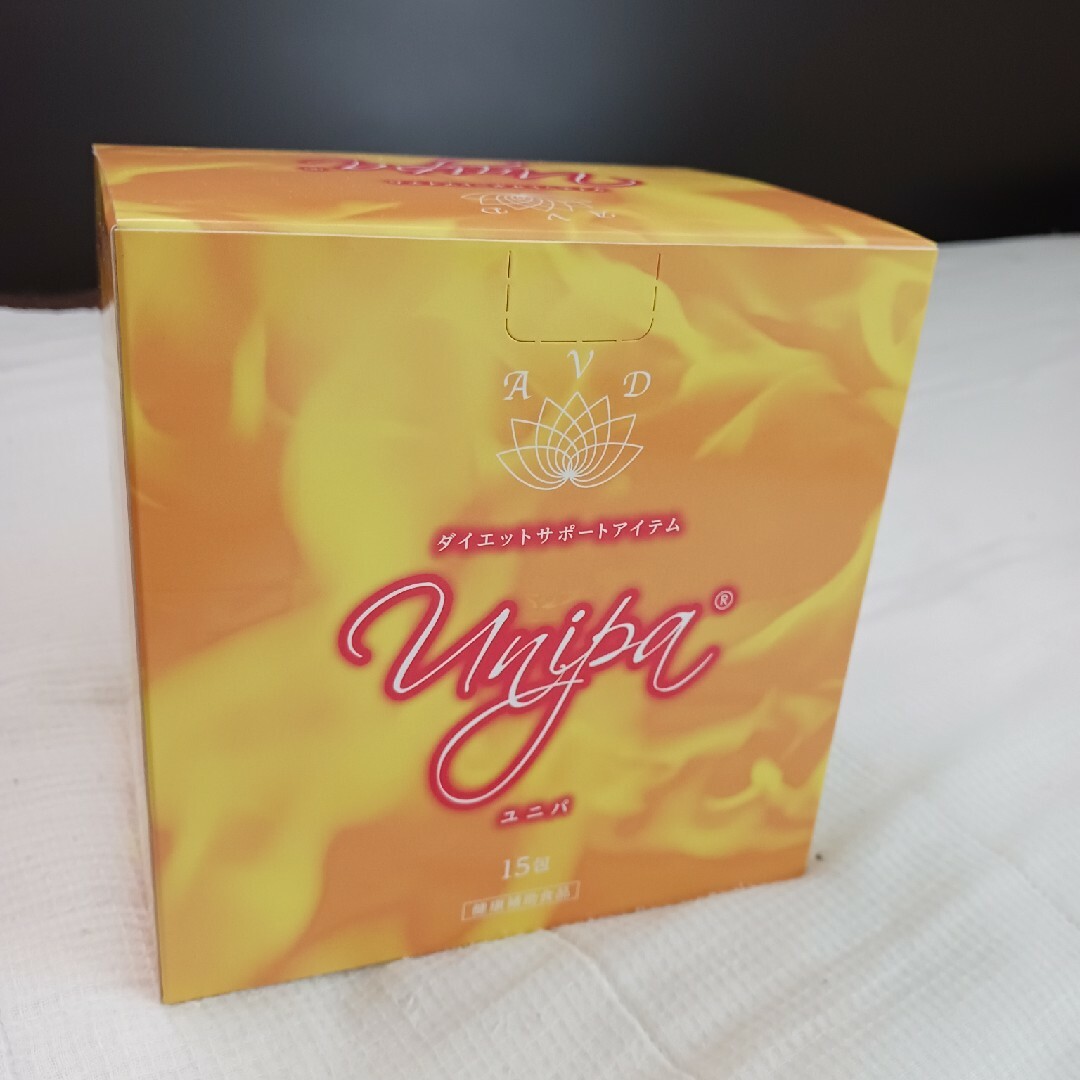 A V D
ダイエットサポートアイテム
Unipa®
ユニパ
15包
健康補助食品